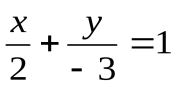 x/2 + y/- 3 =1